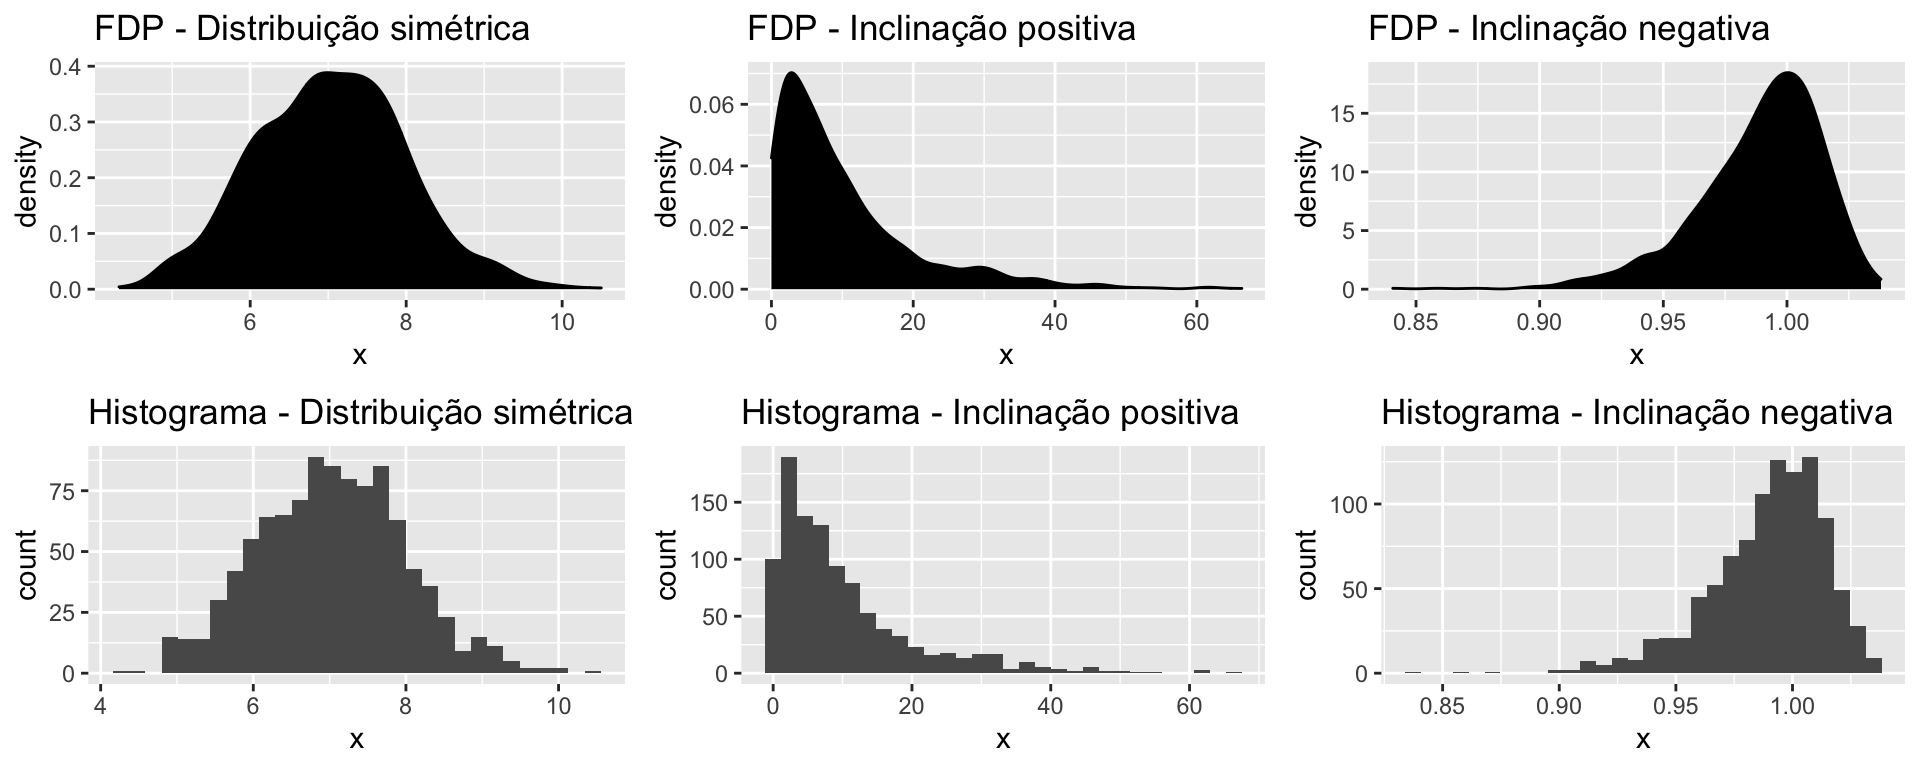 FDP - Distribuição simétrica
0.4
0.3
0.2
0.1
0.0
density
6 8 10
x
FDP - Inclinação positiva
0.06
0.04
0.02
0.00
density
0 20 40 60
x
FDP - Inclinação negativa
15
10
5
0
density
0.85 0.90 0.95 1.00
x
Histograma - Distribuição simétrica
75
50
25
0
count
4 6 8 10
x
Histograma - Inclinação positiva
150
100
50
0
count
0 20 40 60
x
Histograma - Inclinação negativa
100
50
0
count
0.85 0.90 0.95 1.00
x